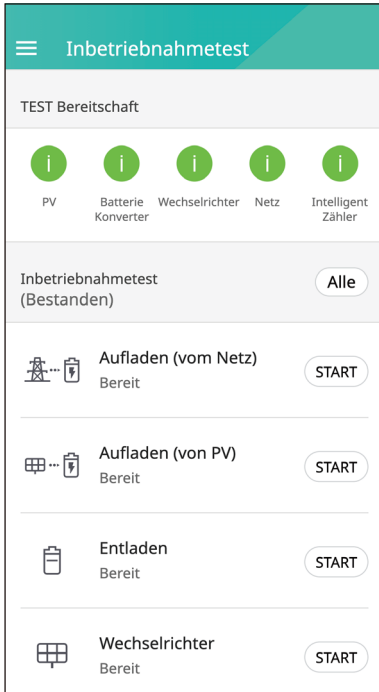 Inbetriebnahmetest
TEST Bereitschaft
i i i i i
PV Batterie Wechselrichter Netz Intelligent
Konverter Zähler
Inbetriebnahmetest
(Bestanden)
Alle
Aufladen (vom Netz)
Bereit
START
Aufladen (von PV)
Bereit
START
Entladen
Bereit
START
Wechselrichter
Bereit
START